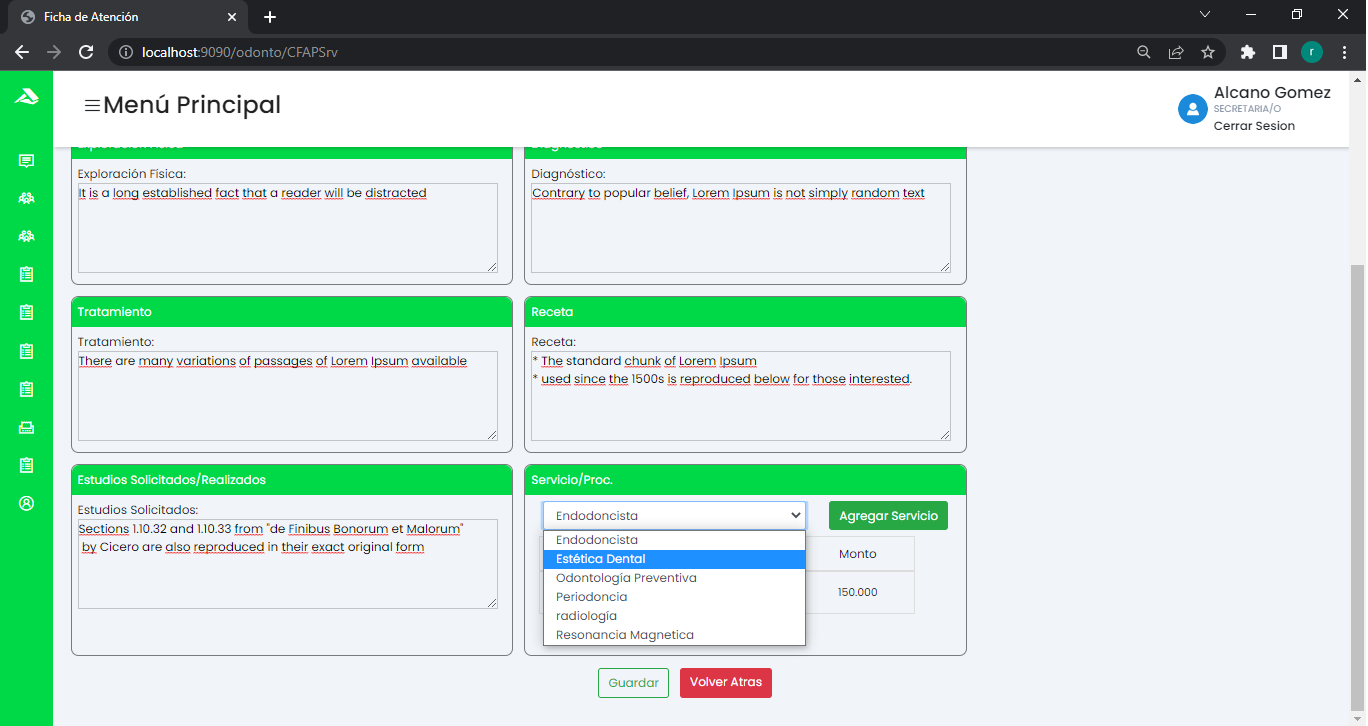 Ficha de Atención
localhost:9090/odonto/CFAPSrv
r
Menú Principal
Alcano Gomez
SECRETARIA/O
Cerrar Sesion
Exploración Física:
It is a long established fact that a reader will be distracted
Diagnóstico:
Contrary to popular belief, Lorem Ipsum is not simply random text
Tratamiento
Tratamiento:
There are many variations of passages of Lorem Ipsum available
Receta
Receta:
* The standard chunk of Lorem Ipsum
* used since the 1500s is reproduced below for those interested.
Estudios Solicitados/Realizados
Estudios Solicitados:
Sections 1.10.32 and 1.10.33 from "de Finibus Bonorum et Malorum"
by Cicero are also reproduced in their exact original form
Servicio/Proc.
Endodoncista
Agregar Servicio
Endodoncista
Estética Dental
Odontología Preventiva
Periodoncia
radiología
Resonancia Magnetica
Monto
150.000
Guardar
Volver Atras